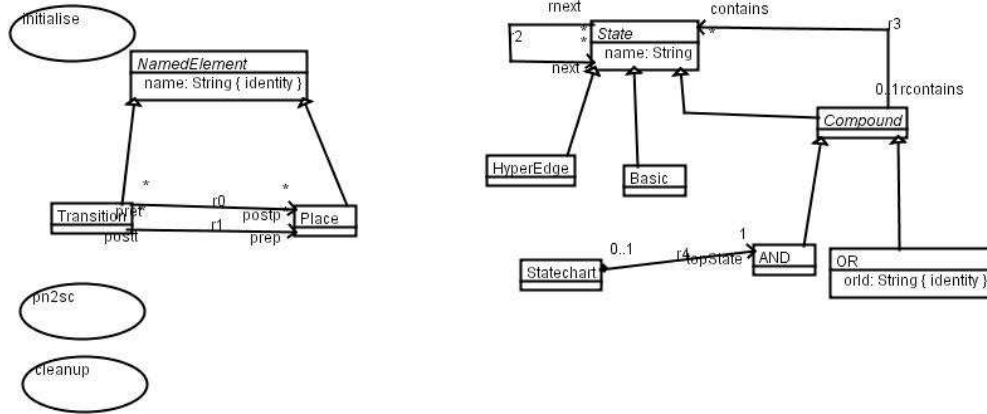 initialise
NamedElement
name: String { identity }
*
*
r0
Transition
pret
*
postp
*
Place
postt
r1
prep
pn2sc
cleanup
rnext
contains
r2
*
State
*
r3
*
name: String
next
0..1
rcontains
Compound
HyperEdge
Basic
0..1
r4
1
topState
Statechart
AND
OR
orId: String { identity }